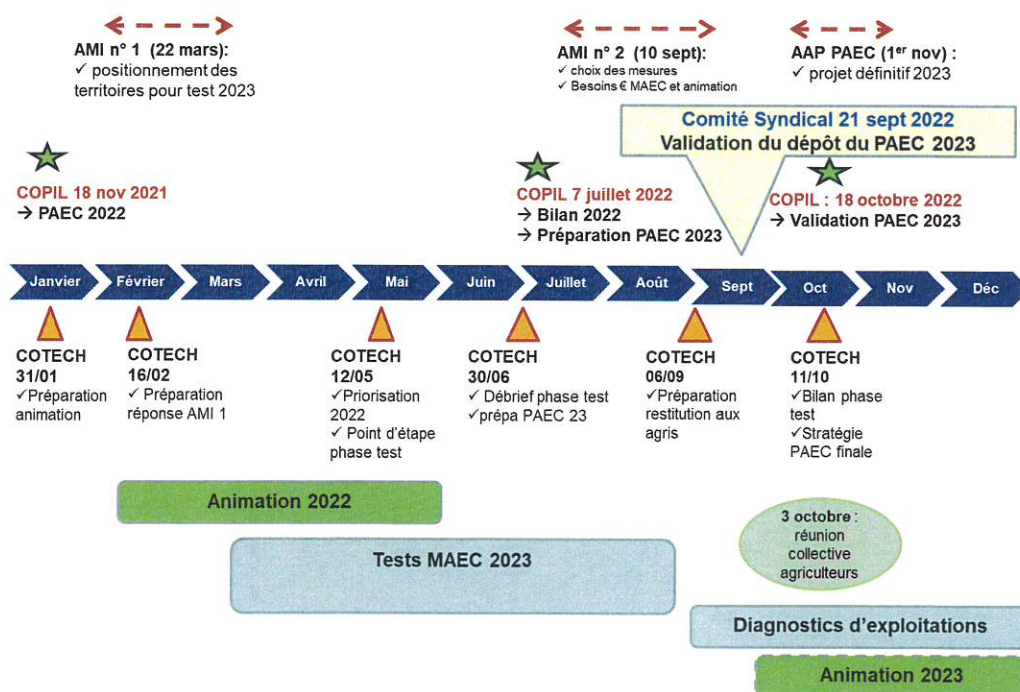 AMI n° 1 (22 mars):
✓ positionnement des
territoires pour test 2023
AMI n° 2 (10 sept):
✓ choix des mesures
✓ Besoins € MAEC et animation
AAP PAEC (1er nov) :
✓ projet définitif 2023
Comité Syndical 21 sept 2022
Validation du dépôt du PAEC 2023
COPIL 18 nov 2021
→ PAEC 2022
COPIL 7 juillet 2022
→ Bilan 2022
→ Préparation PAEC 2023
COPIL : 18 octobre 2022
→ Validation PAEC 2023
Janvier
Février
Mars
Avril
Mai
Juin
Juillet
Août
Sept
Oct
Nov
Déc
COTECH
31/01
✓Préparation
animation
COTECH
16/02
✓ Préparation
réponse AMI 1
COTECH
12/05
✓Priorisation
2022
✓ Point d'étape
phase test
COTECH
30/06
✓ Débrief phase test
✓prépa PAEC 23
COTECH
06/09
✓Préparation
restitution aux
agris
COTECH
11/10
✓Bilan phase
test
✓Stratégie
PAEC finale
Animation 2022
Tests MAEC 2023
3 octobre :
réunion
collective
agriculteurs
Diagnostics d'exploitations
Animation 2023